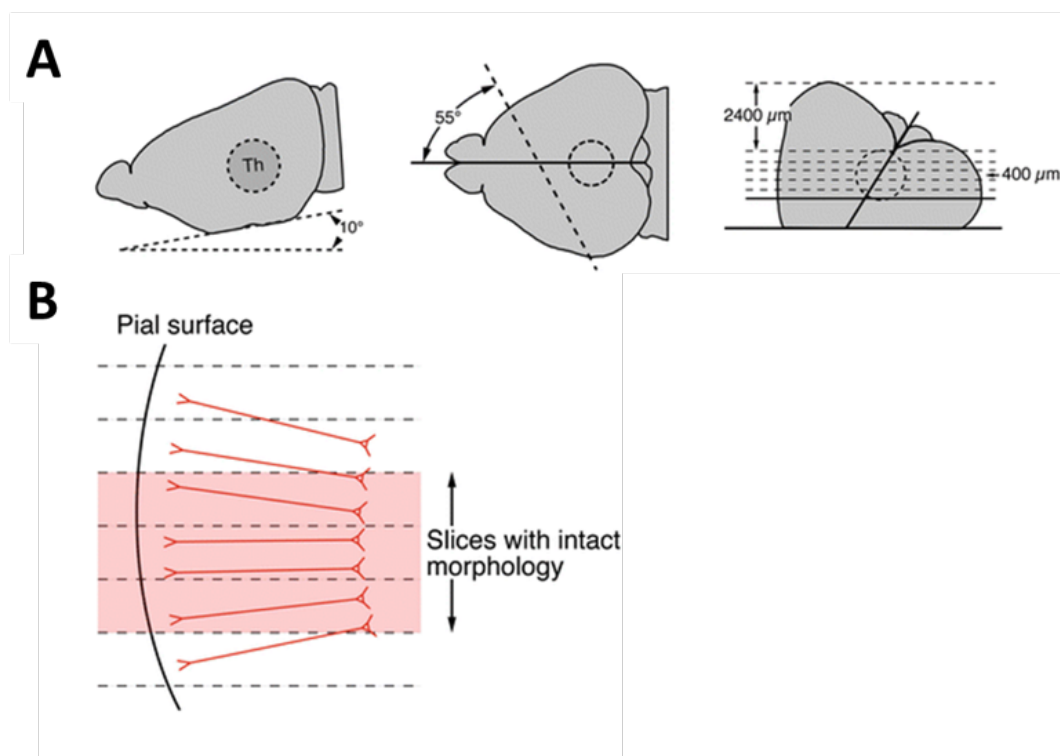 A
Th
10°
55°
2400 µm
400 µm
B
Pial surface
Slices with intact
morphology